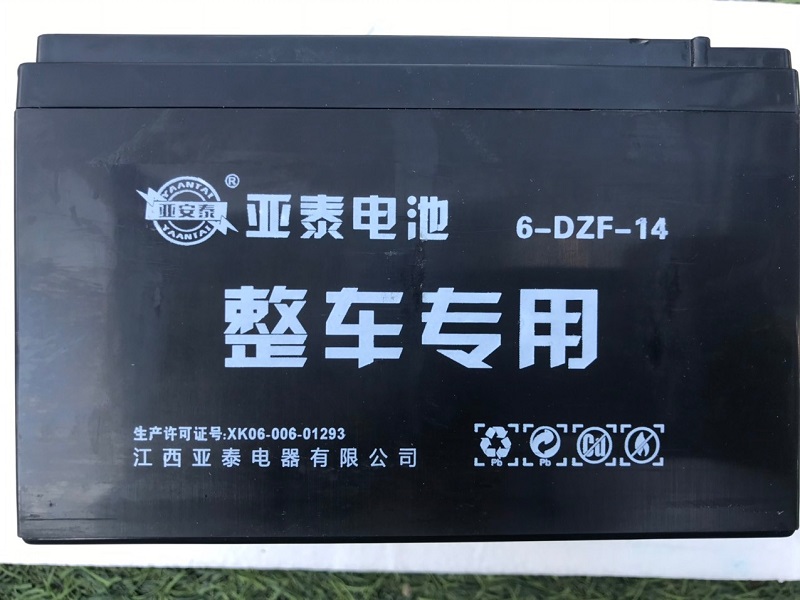 YAANTAI
亚安泰
YAANTAI
®
亚泰电池
6-DZF-14
整车专用
生产许可证号:XK06-006-01293
江西亚泰电器有限公司
Pb
Pb
Cd